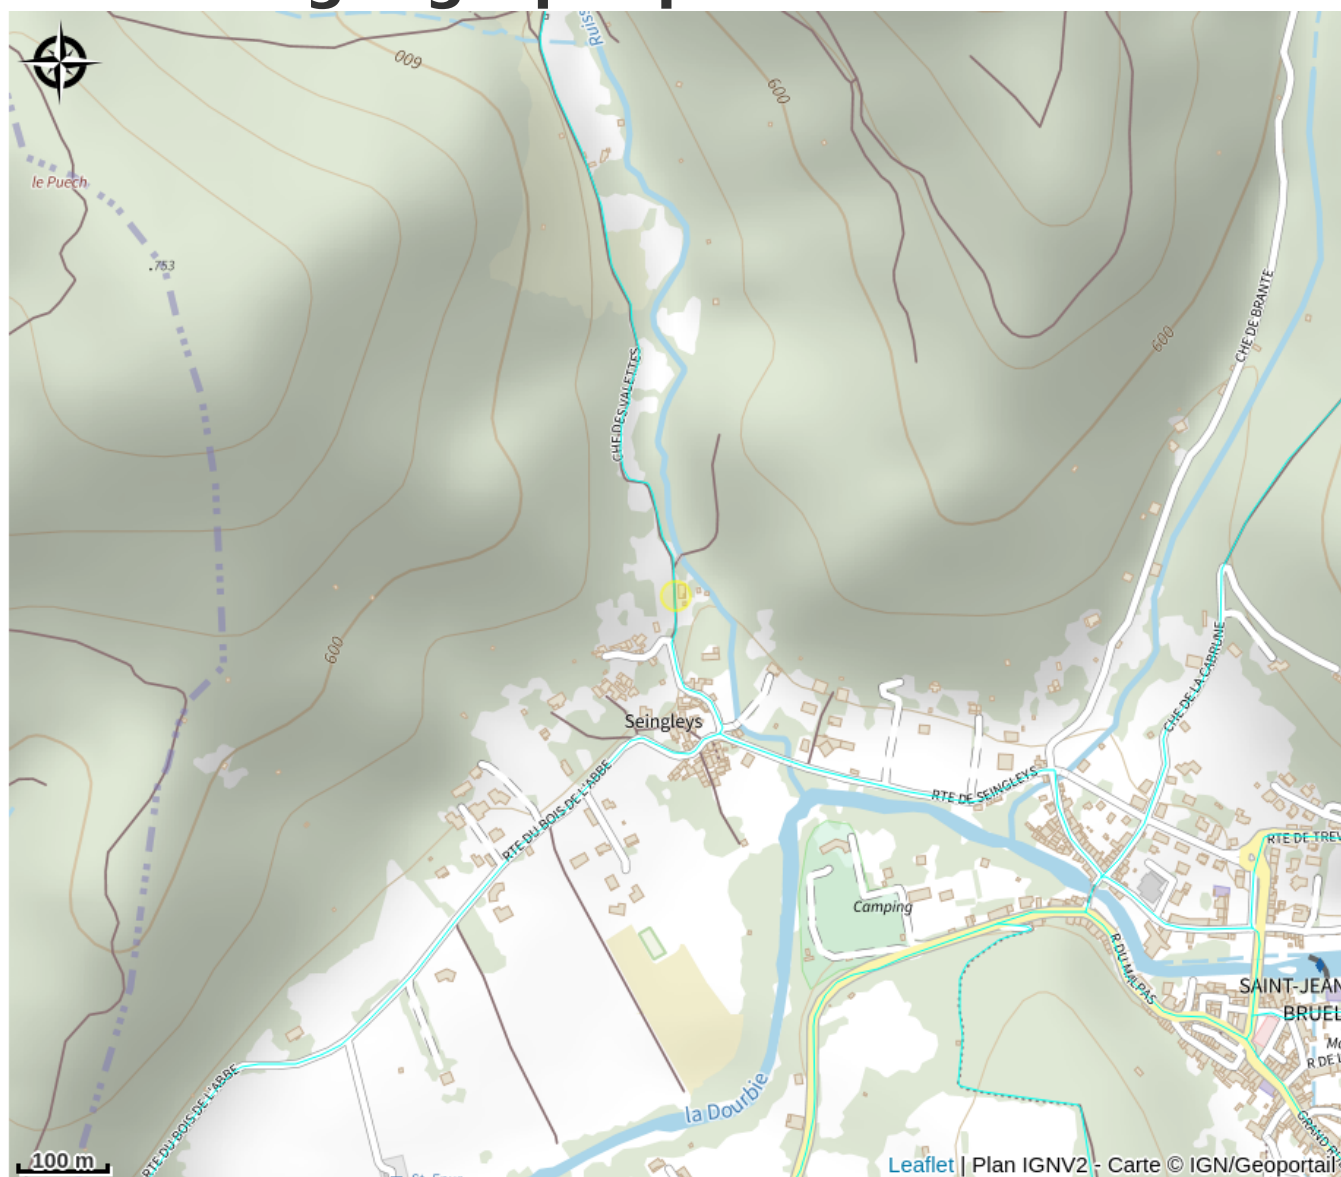 Ruiss
600
600
le Puech
.753
CHE DE BRANTE
600
CHE DES VALETTES
600
CHE DE LA CABRUNE
Seingleys
RTE DE SEINGLEYS
RTE DU BOIS DE L'ABBE
RTE DE TREV
Camping
R DU MALPAS
SAINT-JEAN
BRUEL
RTE DU BOIS DE L'ABBE
la Dourbie
GRAND R
100 m
Leaflet | Plan IGNV2 - Carte © IGN/Geoportail